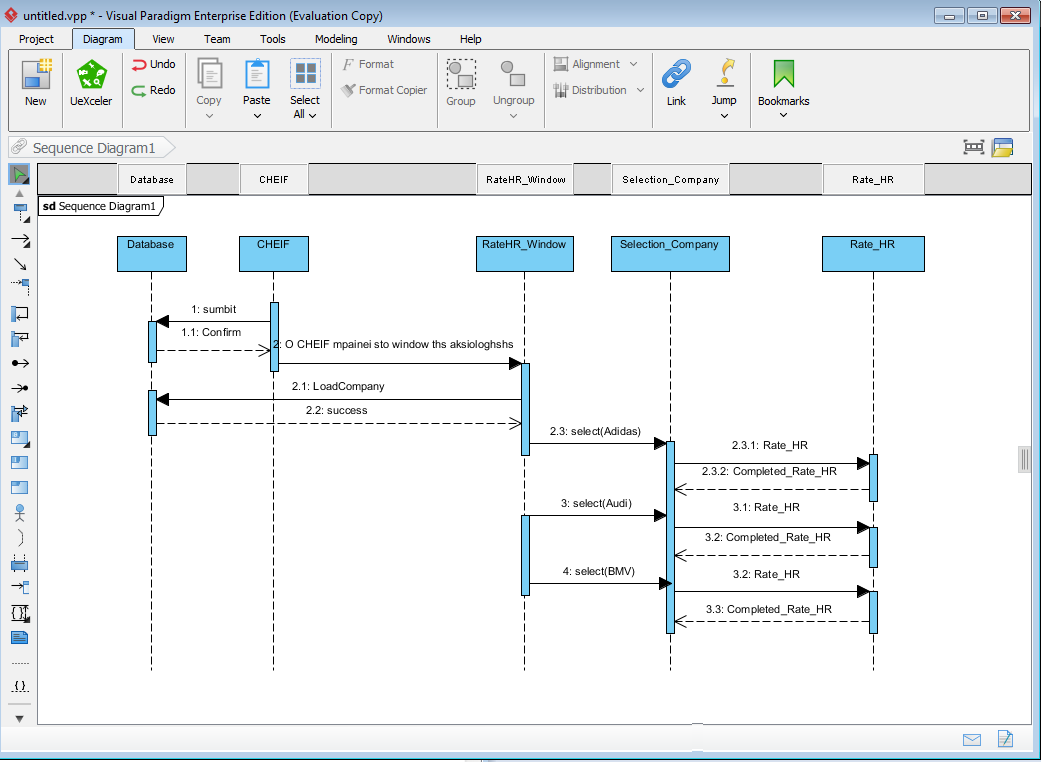 untitled.vpp * - Visual Paradigm Enterprise Edition (Evaluation Copy)
Project Diagram View Team Tools Modeling Windows Help
New
UeXceler
Undo
Redo
Copy
Paste
Select
All
Format
Format Copier
Group
Ungroup
Alignment
Distribution
Link
Jump
Bookmarks
Sequence Diagram1
Database CHEIF RateHR_Window Selection_Company Rate_HR
sd Sequence Diagram1
Database CHEIF RateHR_Window Selection_Company Rate_HR
1: sumbit
1.1: Confirm
2: O CHEIF mpainei sto window ths aksiologhshs
2.1: LoadCompany
2.2: success
2.3: select(Adidas)
2.3.1: Rate_HR
2.3.2: Completed_Rate_HR
3: select(Audi)
3.1: Rate_HR
3.2: Completed_Rate_HR
4: select(BMV)
3.2: Rate_HR
3.3: Completed_Rate_HR